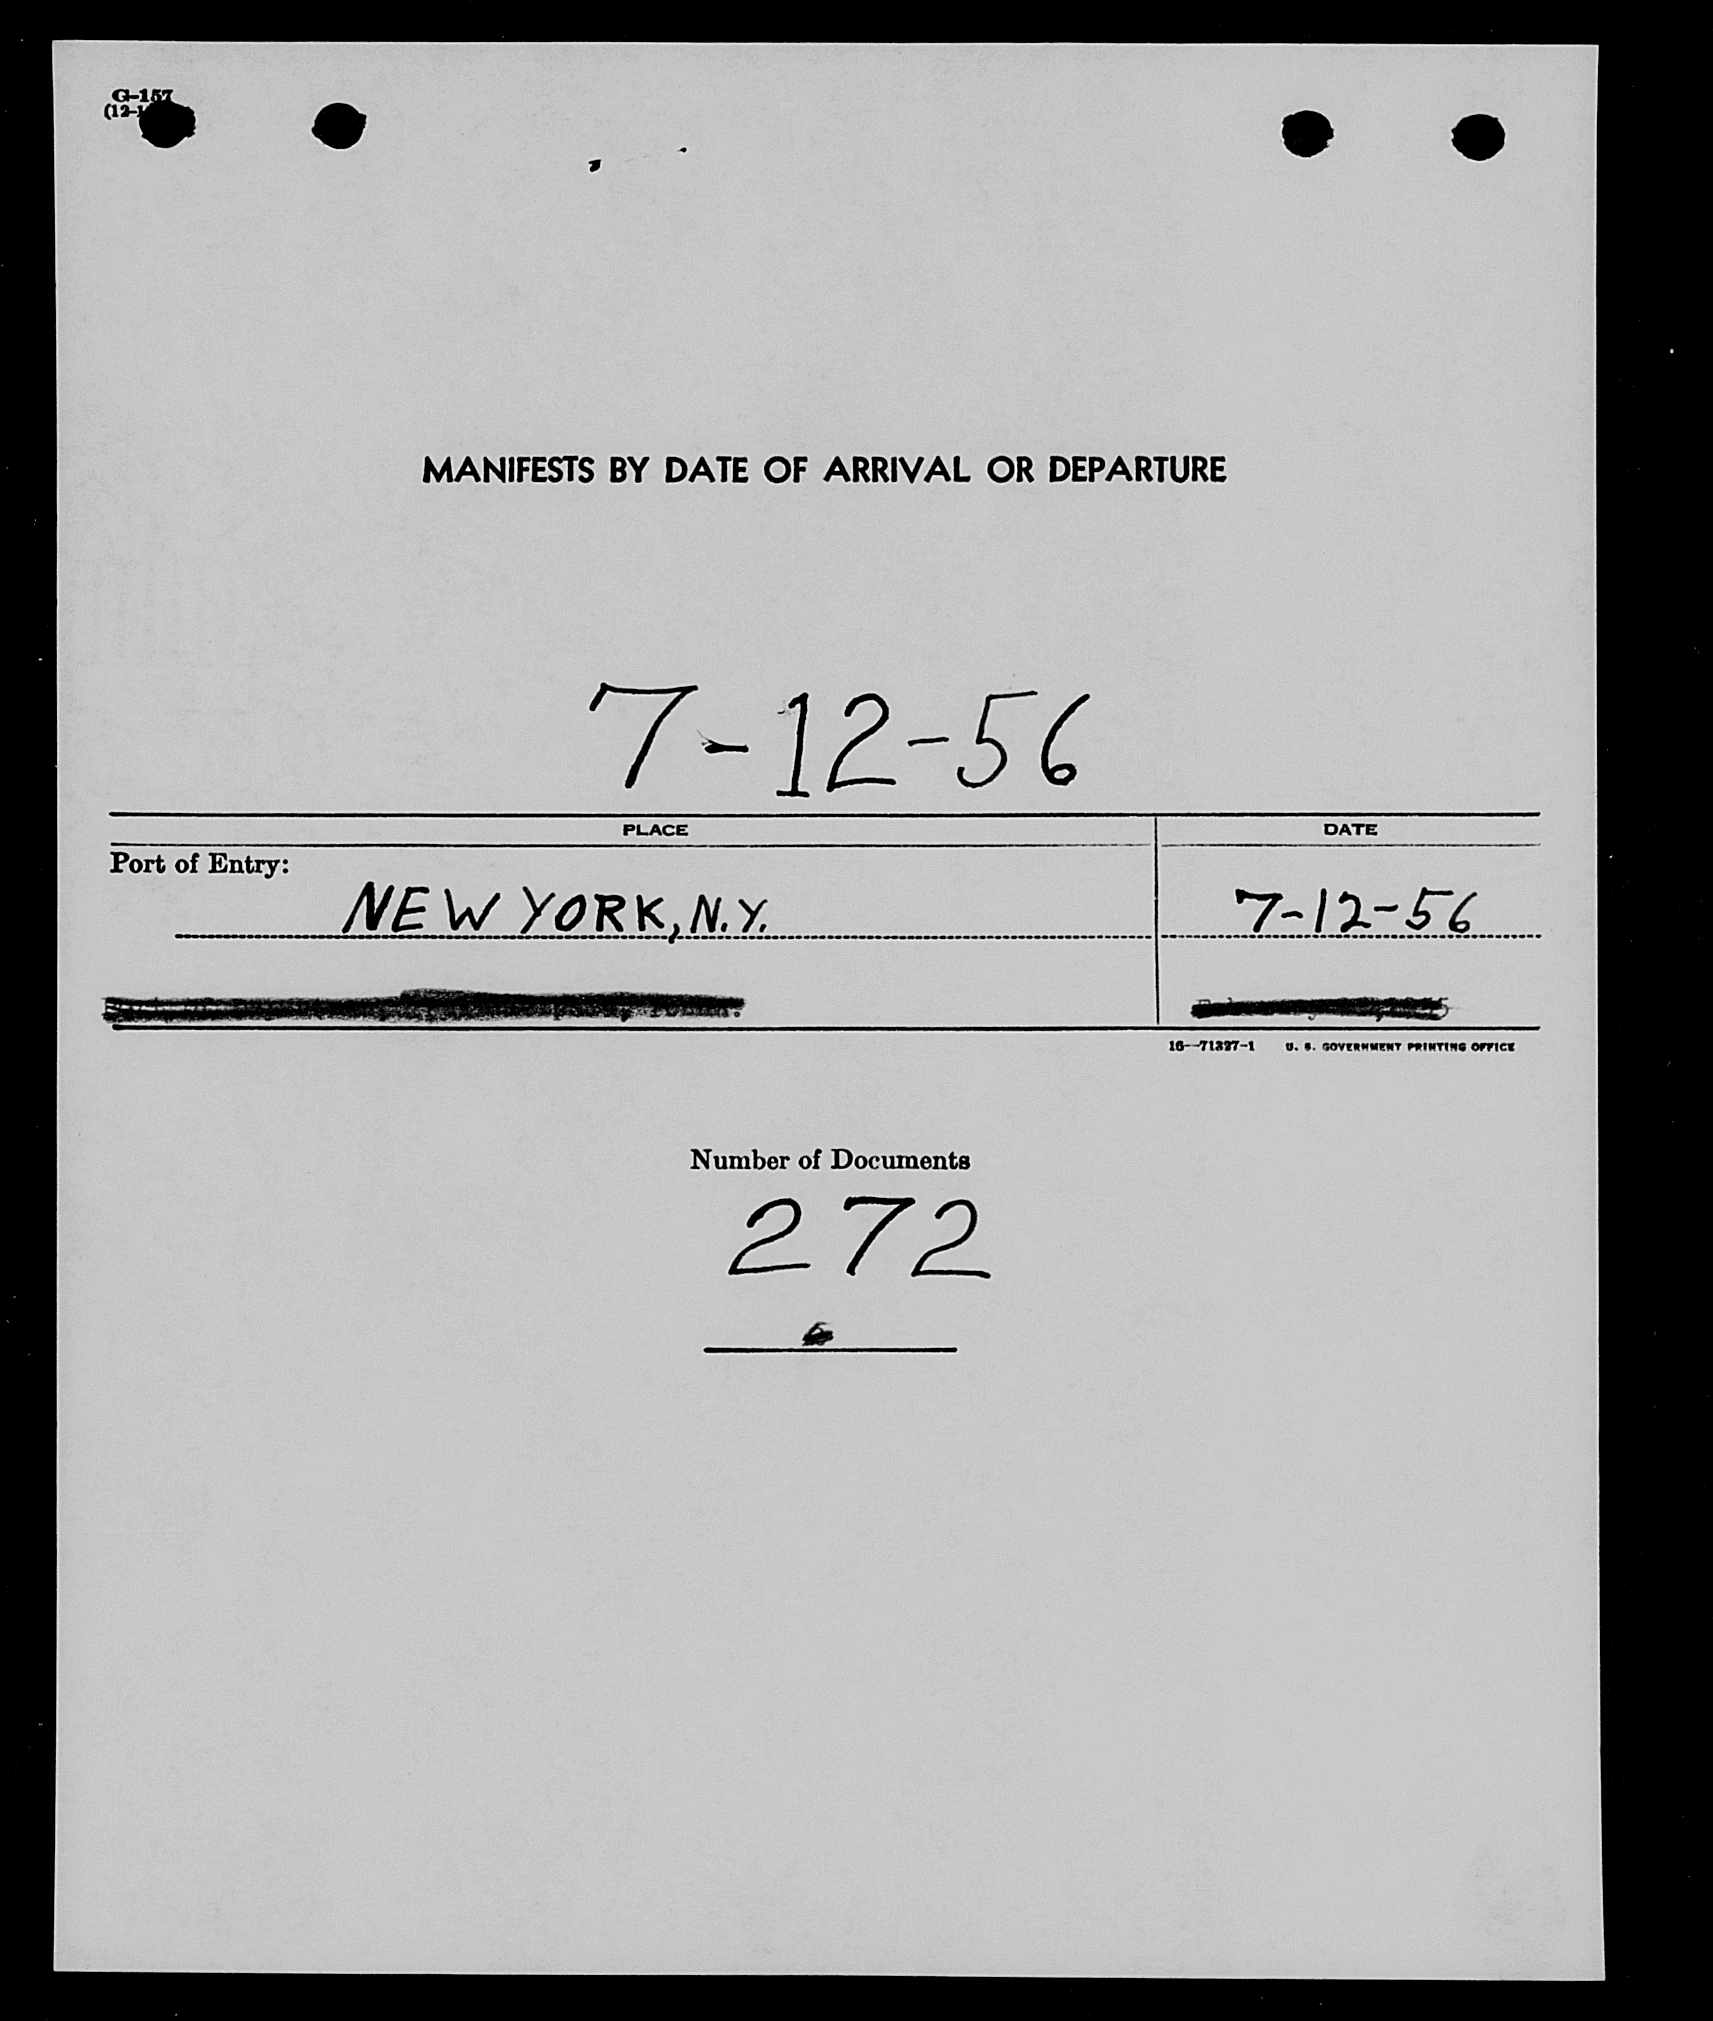 G-157
MANIFESTS BY DATE OF ARRIVAL OR DEPARTURE
7-12-56
PLACE DATE
Port of Entry:
NEW YORK, N.Y. 7-12-56
16—71327-1 U. S. GOVERNMENT PRINTING OFFICE
Number of Documents
272